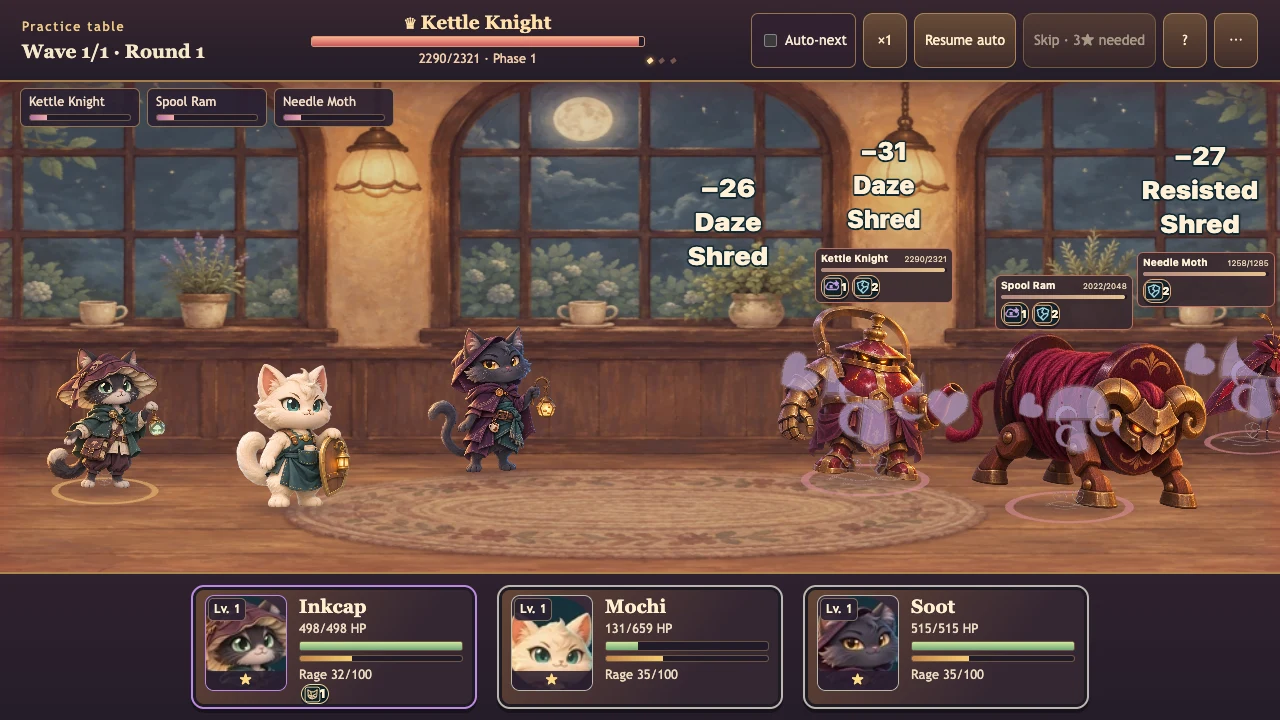 Practice table
Wave 1/1 · Round 1
Kettle Knight
2290/2321 · Phase 1
Auto-next
×1
Resume auto
Skip · 3★ needed
?
···
Kettle Knight
Spool Ram
Needle Moth
−26
Daze
Shred
−31
Daze
Shred
−27
Resisted
Shred
Kettle Knight 2290/2321
1 2
Spool Ram 2022/2048
1 2
Needle Moth 1258/1285
2
Lv. 1
Inkcap
498/498 HP
Rage 32/100
1
Lv. 1
Mochi
131/659 HP
Rage 35/100
Lv. 1
Soot
515/515 HP
Rage 35/100